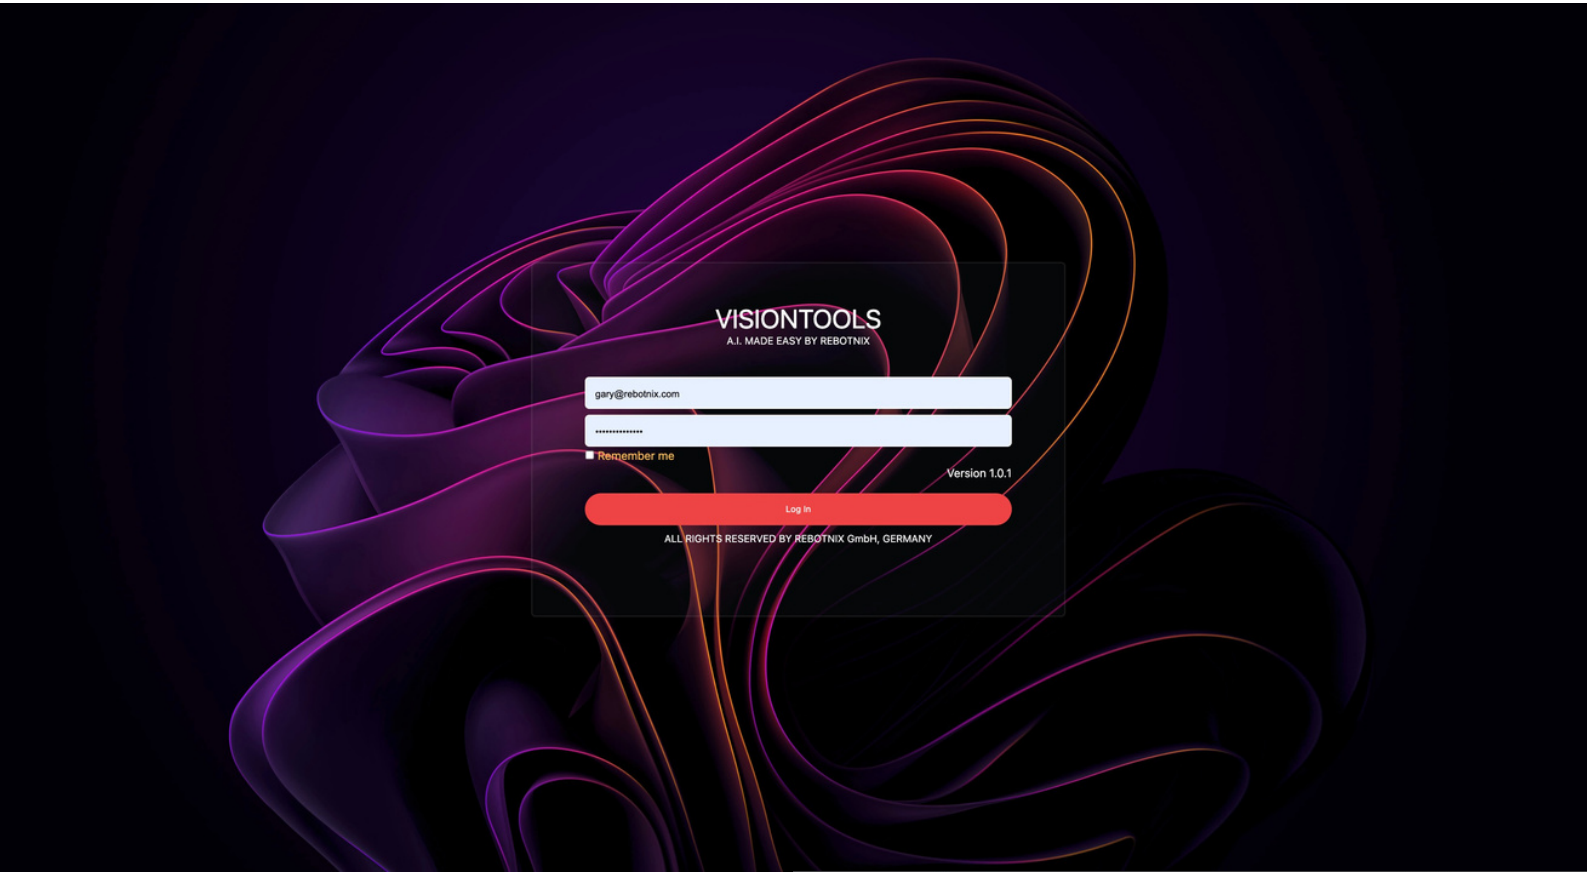 VISIONTOOLS
A.I. MADE EASY BY REBOTNIX
gary@rebotnix.com
••••••••••••••
Remember me
Version 1.0.1
Log In
ALL RIGHTS RESERVED BY REBOTNIX GmbH, GERMANY